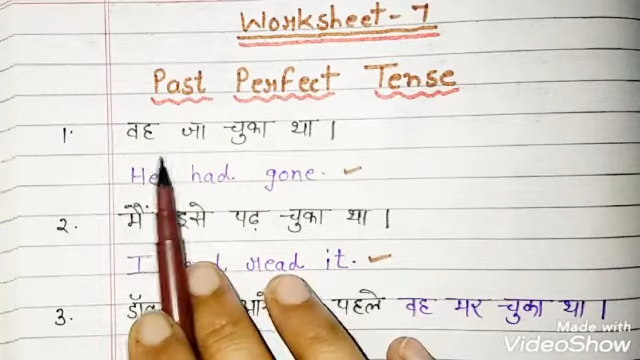 Worksheet-7
Past Perfect Tense
1. वह जा चुका था।
He had gone.
2. मैं इसे पढ़ चुका था।
I read it.
3. पहले वह मर चुका था।
Made with
VideoShow